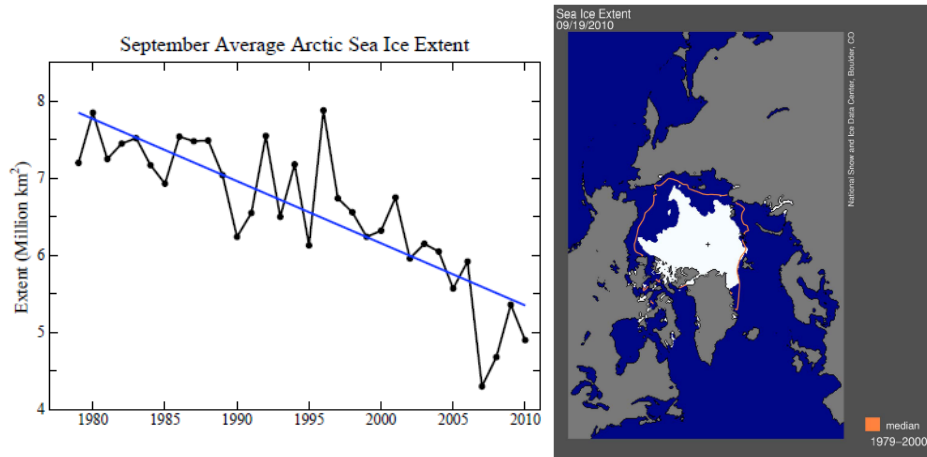 September Average Arctic Sea Ice Extent
Extent (Million km²)
8
7
6
5
4
1980 1985 1990 1995 2000 2005 2010
Sea Ice Extent
09/19/2010
National Snow and Ice Data Center, Boulder, CO
median
1979–2000